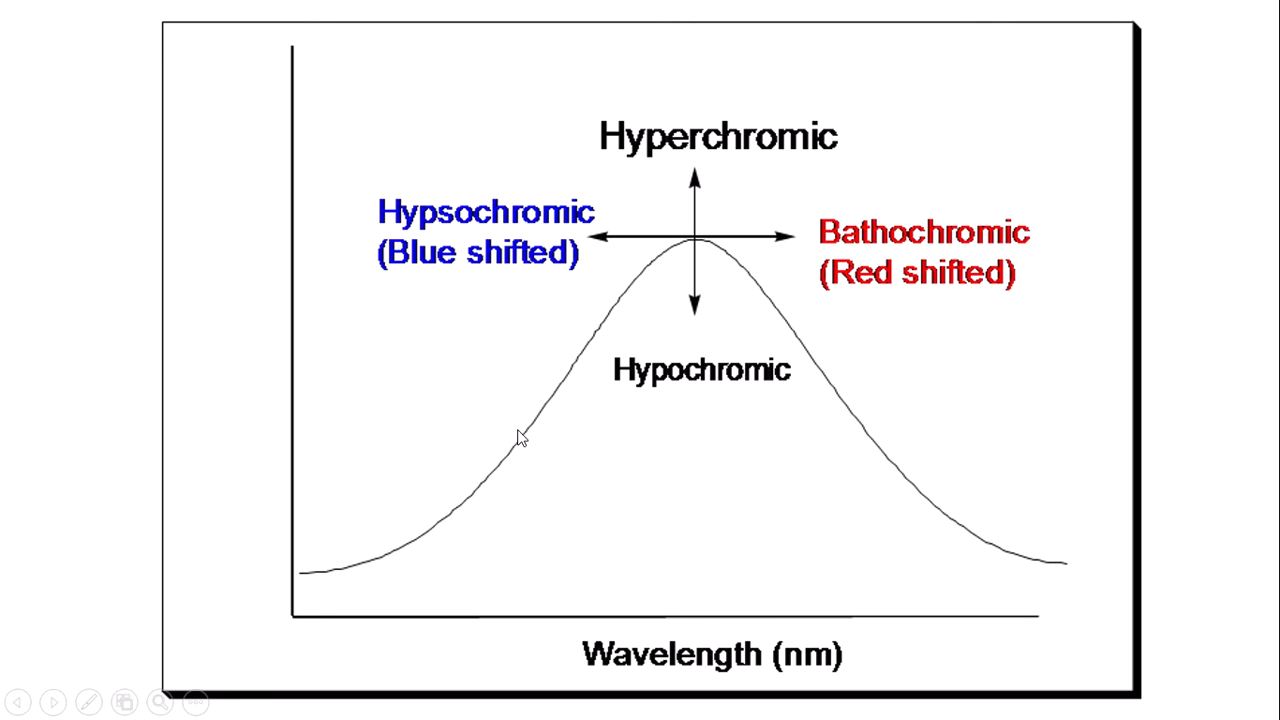 Hyperchromic
Hypsochromic
(Blue shifted)
Bathochromic
(Red shifted)
Hypochromic
Wavelength (nm)